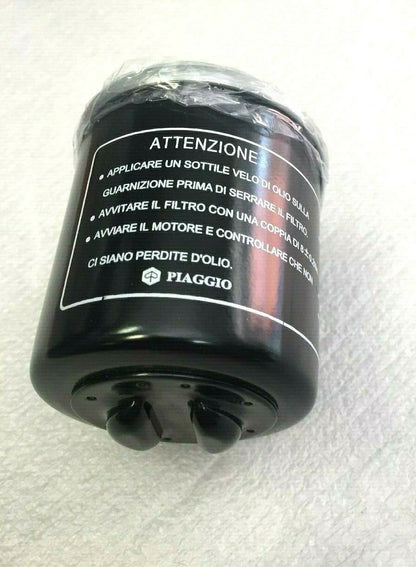 ATTENZIONE
• APPLICARE UN SOTTILE VELO DI OLIO SULLA
GUARNIZIONE PRIMA DI SERRARE IL FILTRO
• AVVITARE IL FILTRO CON UNA COPPIA DI 8 ±
• AVVIARE IL MOTORE E CONTROLLARE CHE NON
CI SIANO PERDITE D'OLIO.
PIAGGIO